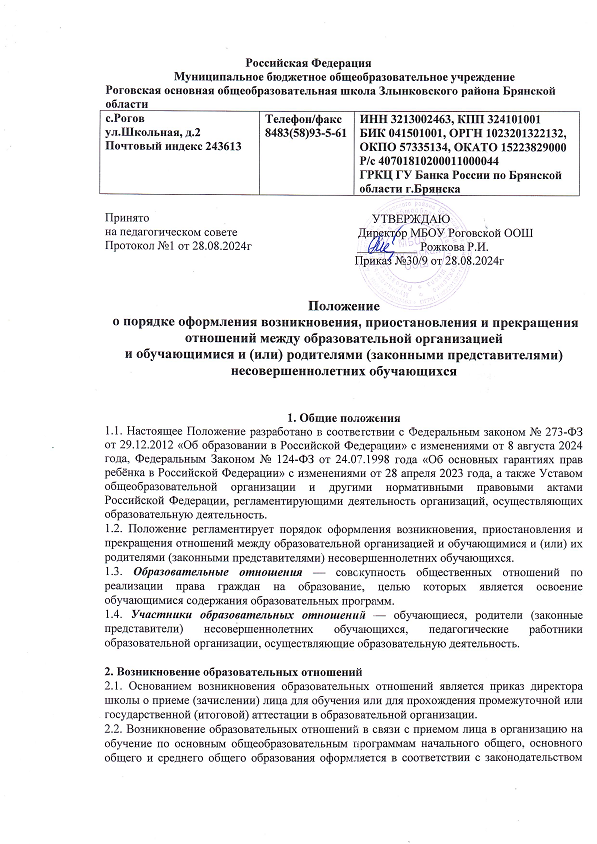 Российская Федерация
Муниципальное бюджетное общеобразовательное учреждение
Роговская основная общеобразовательная школа Злынковского района Брянской
области
с.Рогов
ул.Школьная, д.2
Почтовый индекс 243613
Телефон/факс
8483(58)93-5-61
ИНН 3213002463, КПП 324101001
БИК 041501001, ОРГН 1023201322132,
ОКПО 57335134, ОКАТО 15223829000
Р/с 40701810200011000044
ГРКЦ ГУ Банка России по Брянской
области г.Брянска
Принято
на педагогическом совете
Протокол №1 от 28.08.2024г
УТВЕРЖДАЮ
Директор МБОУ Роговской ООШ
Рожкова Р.И.
Приказ №30/9 от 28.08.2024г
Положение
о порядке оформления возникновения, приостановления и прекращения
отношений между образовательной организацией
и обучающимися и (или) родителями (законными представителями)
несовершеннолетних обучающихся
1. Общие положения
1.1. Настоящее Положение разработано в соответствии с Федеральным законом № 273-ФЗ
от 29.12.2012 «Об образовании в Российской Федерации» с изменениями от 8 августа 2024
года, Федеральным Законом № 124-ФЗ от 24.07.1998 года «Об основных гарантиях прав
ребёнка в Российской Федерации» с изменениями от 28 апреля 2023 года, а также Уставом
общеобразовательной организации и другими нормативными правовыми актами
Российской Федерации, регламентирующими деятельность организаций, осуществляющих
образовательную деятельность.
1.2. Положение регламентирует порядок оформления возникновения, приостановления и
прекращения отношений между образовательной организацией и обучающимися и (или) их
родителями (законными представителями) несовершеннолетних обучающихся.
1.3. Образовательные отношения — совокупность общественных отношений по
реализации права граждан на образование, целью которых является освоение
обучающимися содержания образовательных программ.
1.4. Участники образовательных отношений — обучающиеся, родители (законные
представители) несовершеннолетних обучающихся, педагогические работники
образовательной организации, осуществляющие образовательную деятельность.
2. Возникновение образовательных отношений
2.1. Основанием возникновения образовательных отношений является приказ директора
школы о приеме (зачислении) лица для обучения или для прохождения промежуточной или
государственной (итоговой) аттестации в образовательной организации.
2.2. Возникновение образовательных отношений в связи с приемом лица в организацию на
обучение по основным общеобразовательным программам начального общего, основного
общего и среднего общего образования оформляется в соответствии с законодательством